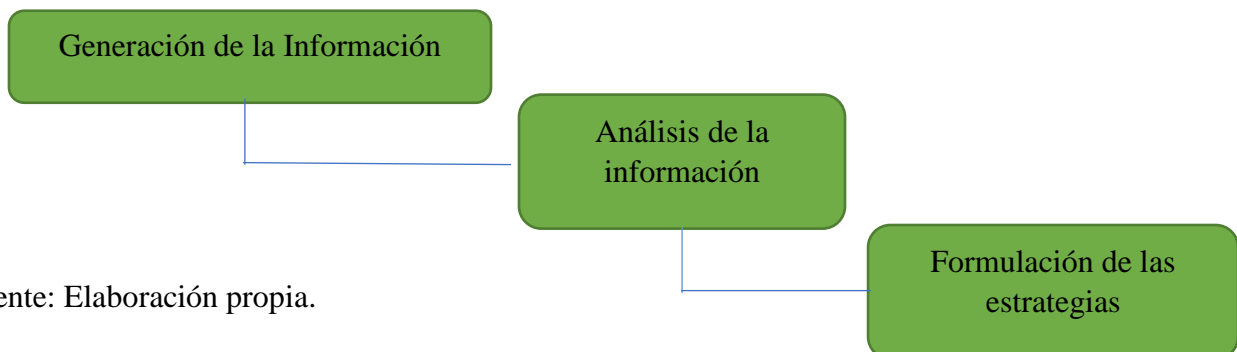 Generación de la Información
Análisis de la
información
Formulación de las
estrategias
ente: Elaboración propia.